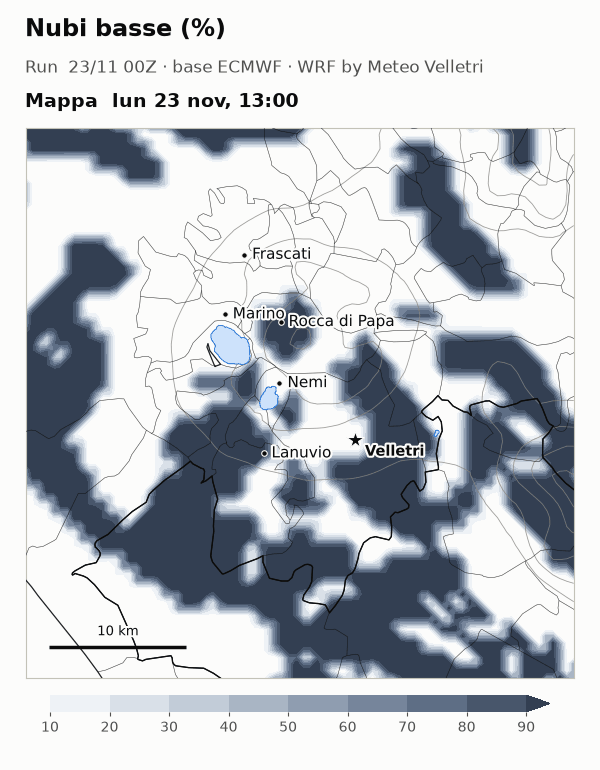 Nubi basse (%)
Run  23/11 00Z · base ECMWF · WRF by Meteo Velletri
Mappa  lun 23 nov, 13:00
Frascati
Marino
Rocca di Papa
Nemi
Velletri
Lanuvio
10 km
10 20 30 40 50 60 70 80 90